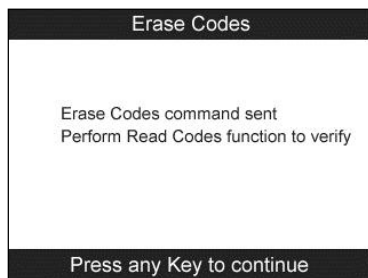 Erase Codes
Erase Codes command sent
Perform Read Codes function to verify
Press any Key to continue